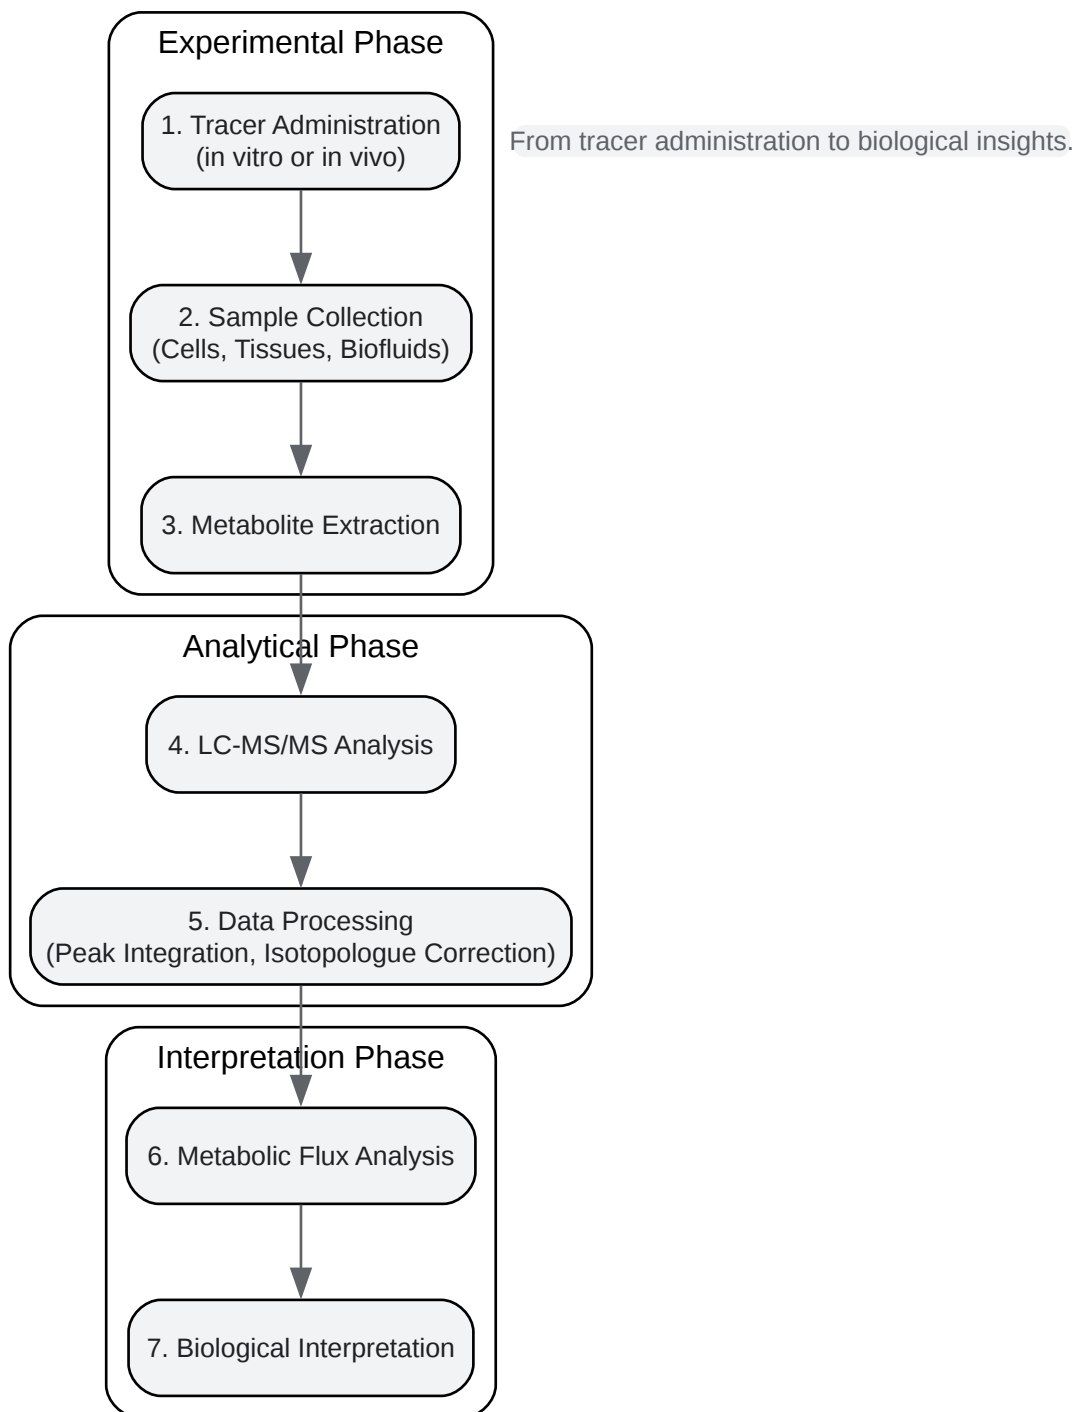 Experimental Phase
1. Tracer Administration
(in vitro or in vivo)
From tracer administration to biological insights.
2. Sample Collection
(Cells, Tissues, Biofluids)
3. Metabolite Extraction
Analytical Phase
4. LC-MS/MS Analysis
5. Data Processing
(Peak Integration, Isotopologue Correction)
Interpretation Phase
6. Metabolic Flux Analysis
7. Biological Interpretation